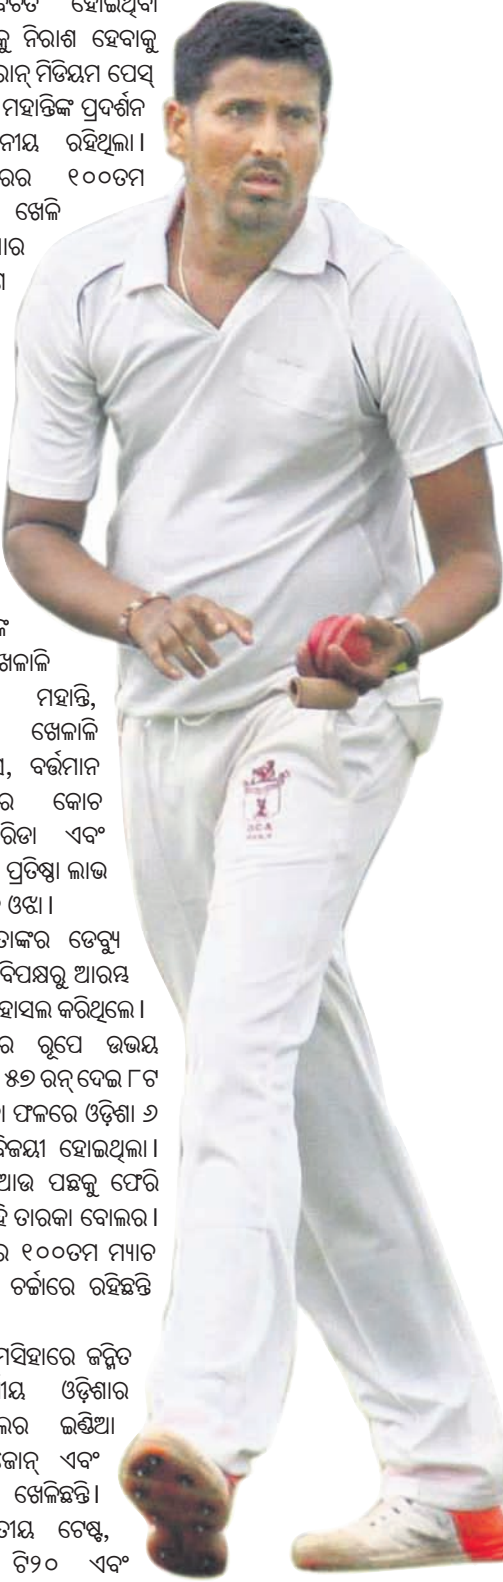 ହୋଇଥିବା
କୁ ନିରାଶ ହେବାକୁ
ମିଡିୟମ ପେସ୍
ମହାନ୍ତିଙ୍କ ପ୍ରଦର୍ଶନ
ନୀୟ ରହିଥିଲା।
ରର ୧୦୦ତମ
ଖେଳି
ଖେଳାଳି
ମହାନ୍ତି,
ଖେଳାଳି
ବର୍ତ୍ତମାନ
ର କୋଚ
ରିଡା ଏବଂ
ପ୍ରତିଷ୍ଠା ଲାଭ
ଓଝା।
ତାଙ୍କର ଡେବ୍ୟୁ
ବିପକ୍ଷରୁ ଆରମ୍ଭ
ହାସଲ କରିଥିଲେ।
ର ରୂପେ ଉଭୟ
୫୭ ରନ୍ ଦେଇ ୮ଟି
ଫଳରେ ଓଡ଼ିଶା ୬
ବିଜୟୀ ହୋଇଥିଲା।
ଆଉ ପଛକୁ ଫେରି
ହି ତାରକା ବୋଲର।
ର ୧୦୦ତମ ମ୍ୟାଚ
ଚର୍ଚ୍ଚାରେ ରହିଛନ୍ତି
ମସିହାରେ ଜନ୍ମିତ
ୀୟ ଓଡ଼ିଶାର
ଲର ଇଣ୍ଡିଆ
ଜୋନ୍ ଏବଂ
ଖେଳିଛନ୍ତି।
ତୀୟ ଟେଷ୍ଟ,
ଟି୨୦ ଏବଂ
OCA